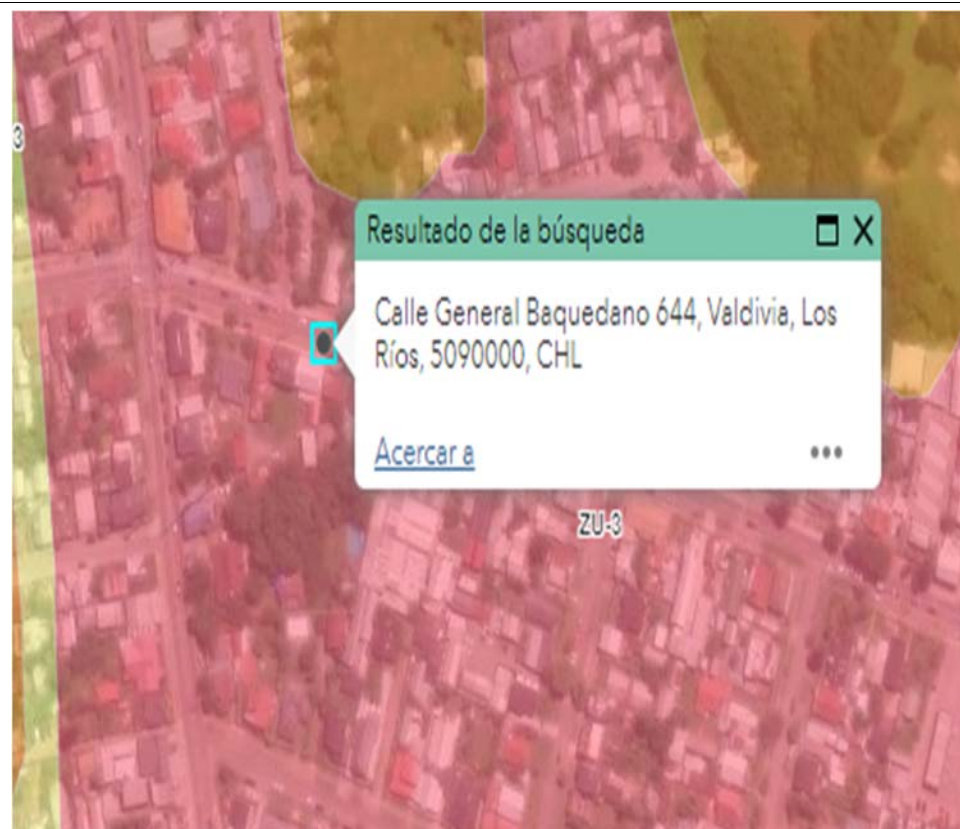 3
Resultado de la búsqueda
Calle General Baquedano 644, Valdivia, Los
Ríos, 5090000, CHL
Acercar a
ZU-3